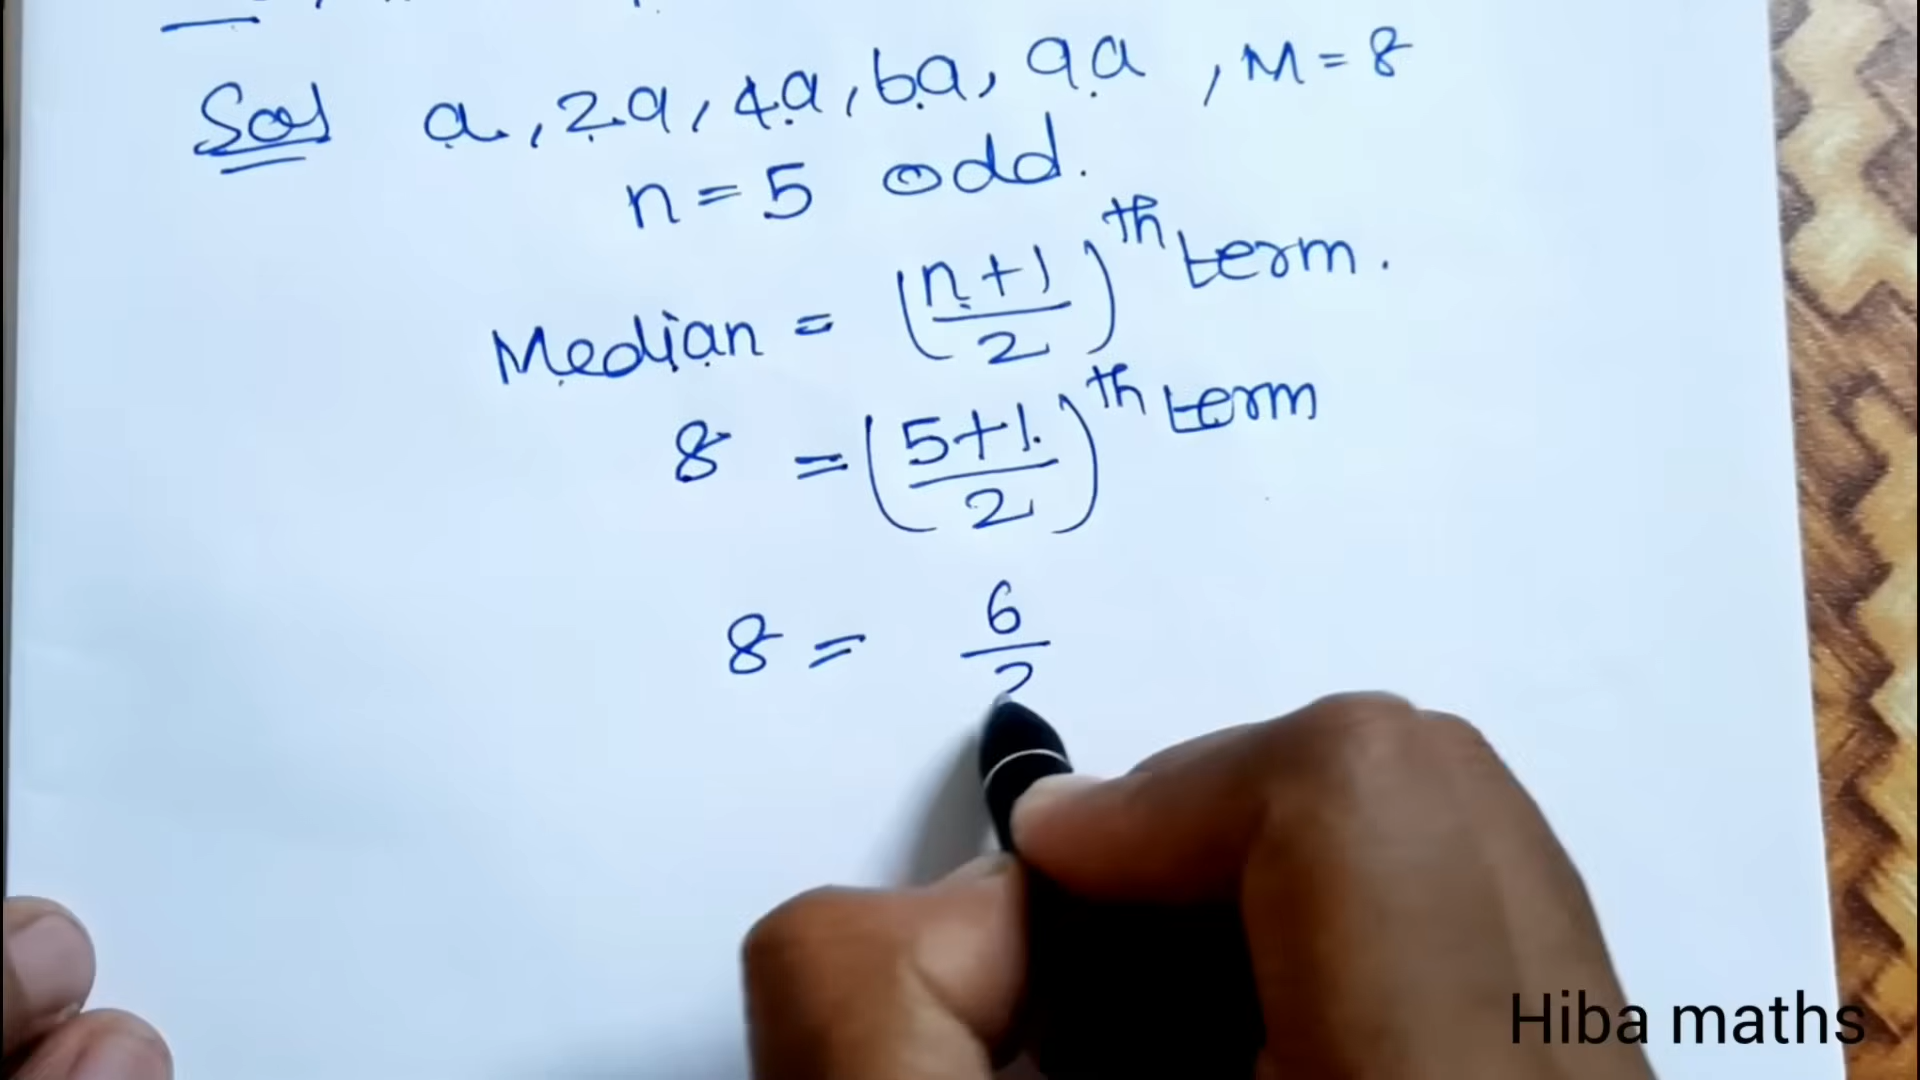 Sol a, 2a, 4a, 6a, 9a, M = 8
n = 5 odd.
Median = (n+1/2)th term.
8 = (5+1/2)th term
8 = 6/2
Hiba maths